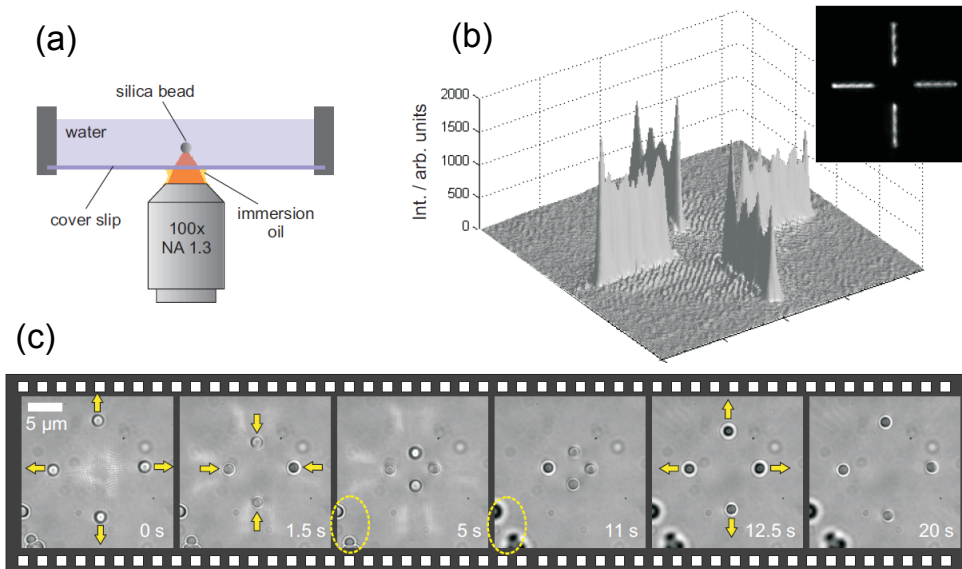 (a)
silica bead
water
cover slip
immersion
oil
100x
NA 1.3
(b)
Int. / arb. units
2000
1500
1000
500
0
(c)
5 µm
0 s
1.5 s
5 s
11 s
12.5 s
20 s